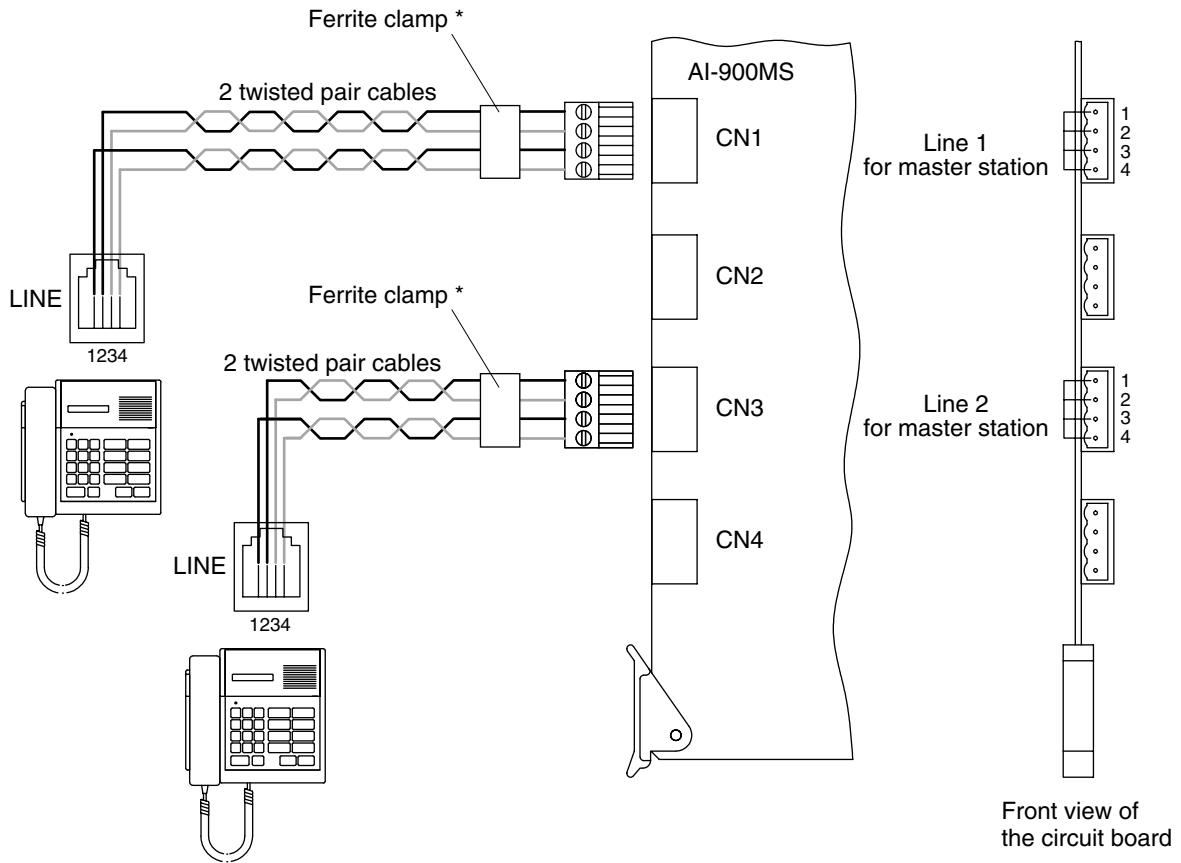 Ferrite clamp *
2 twisted pair cables
AI-900MS
CN1
Line 1
for master station
1
2
3
4
CN2
LINE
1234
Ferrite clamp *
2 twisted pair cables
CN3
Line 2
for master station
1
2
3
4
CN4
LINE
1234
Front view of
the circuit board